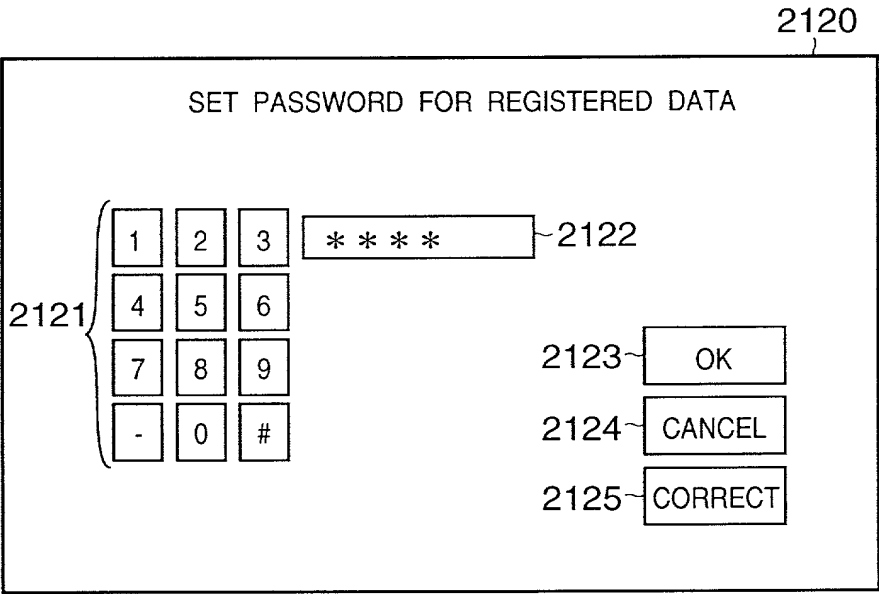 2120
SET PASSWORD FOR REGISTERED DATA
1 2 3 **** 2122
2121 4 5 6
7 8 9
2123 OK
- 0 #
2124 CANCEL
2125 CORRECT